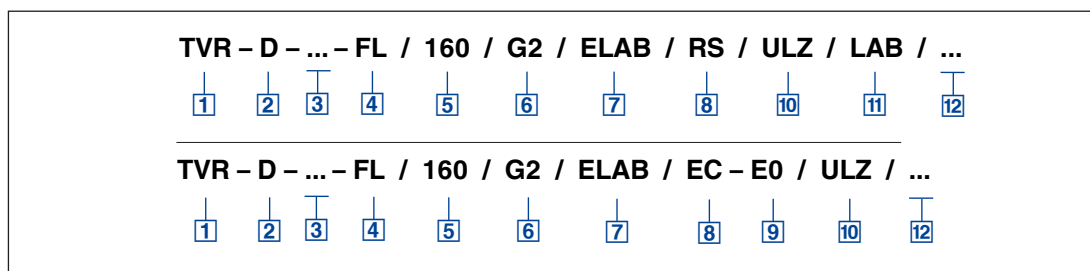 TVR – D – ... – FL / 160 / G2 / ELAB / RS / ULZ / LAB / ...
1 2 3 4 5 6 7 8 10 11 12
TVR – D – ... – FL / 160 / G2 / ELAB / EC – E0 / ULZ / ...
1 2 3 4 5 6 7 8 9 10 12